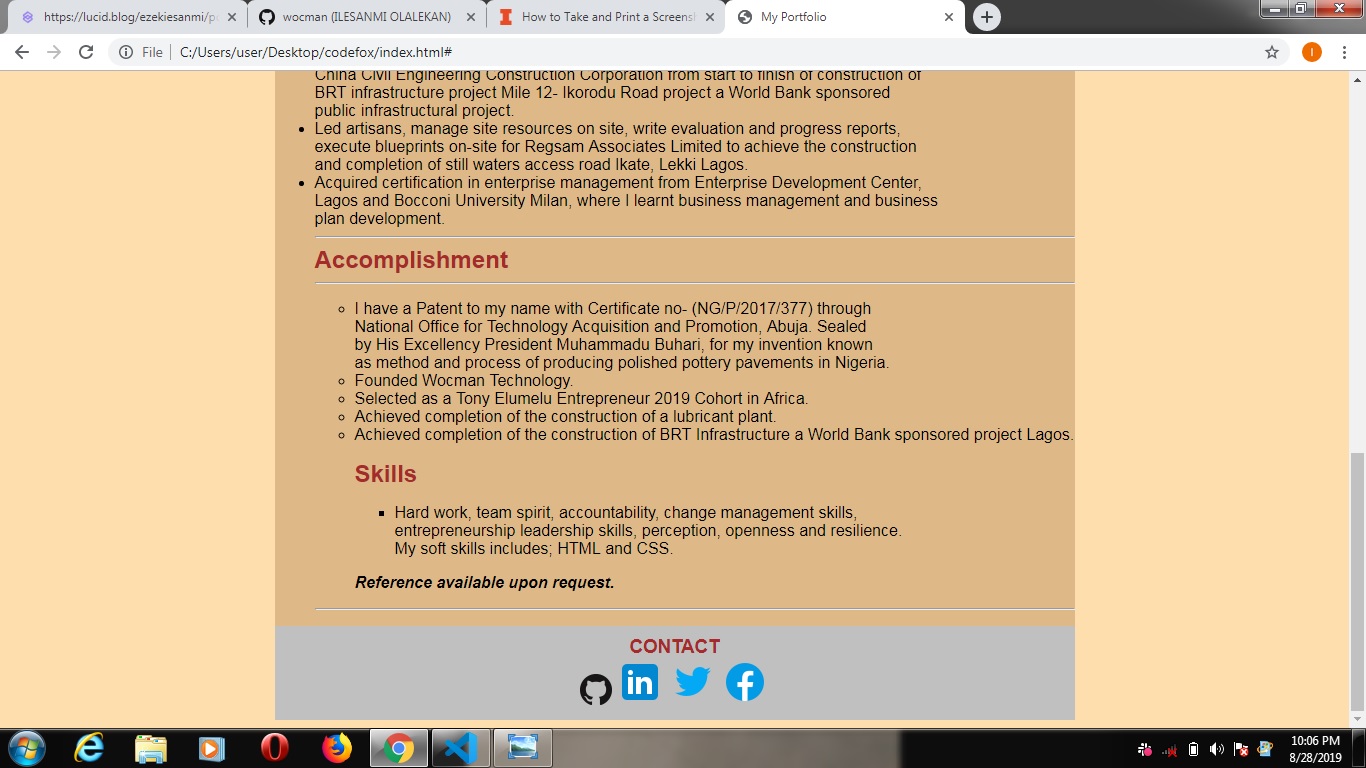 https://lucid.blog/ezekiesanmi/p
wocman (ILESANMI OLALEKAN)
How to Take and Print a Screens
My Portfolio
File
C:/Users/user/Desktop/codefox/index.html#
I
China Civil Engineering Construction Corporation from start to finish of construction of
BRT infrastructure project Mile 12- Ikorodu Road project a World Bank sponsored
public infrastructural project.
Led artisans, manage site resources on site, write evaluation and progress reports,
execute blueprints on-site for Regsam Associates Limited to achieve the construction
and completion of still waters access road Ikate, Lekki Lagos.
Acquired certification in enterprise management from Enterprise Development Center,
Lagos and Bocconi University Milan, where I learnt business management and business
plan development.
Accomplishment
I have a Patent to my name with Certificate no- (NG/P/2017/377) through
National Office for Technology Acquisition and Promotion, Abuja. Sealed
by His Excellency President Muhammadu Buhari, for my invention known
as method and process of producing polished pottery pavements in Nigeria.
Founded Wocman Technology.
Selected as a Tony Elumelu Entrepreneur 2019 Cohort in Africa.
Achieved completion of the construction of a lubricant plant.
Achieved completion of the construction of BRT Infrastructure a World Bank sponsored project Lagos.
Skills
Hard work, team spirit, accountability, change management skills,
entrepreneurship leadership skills, perception, openness and resilience.
My soft skills includes; HTML and CSS.
Reference available upon request.
CONTACT
in
10:06 PM
8/28/2019